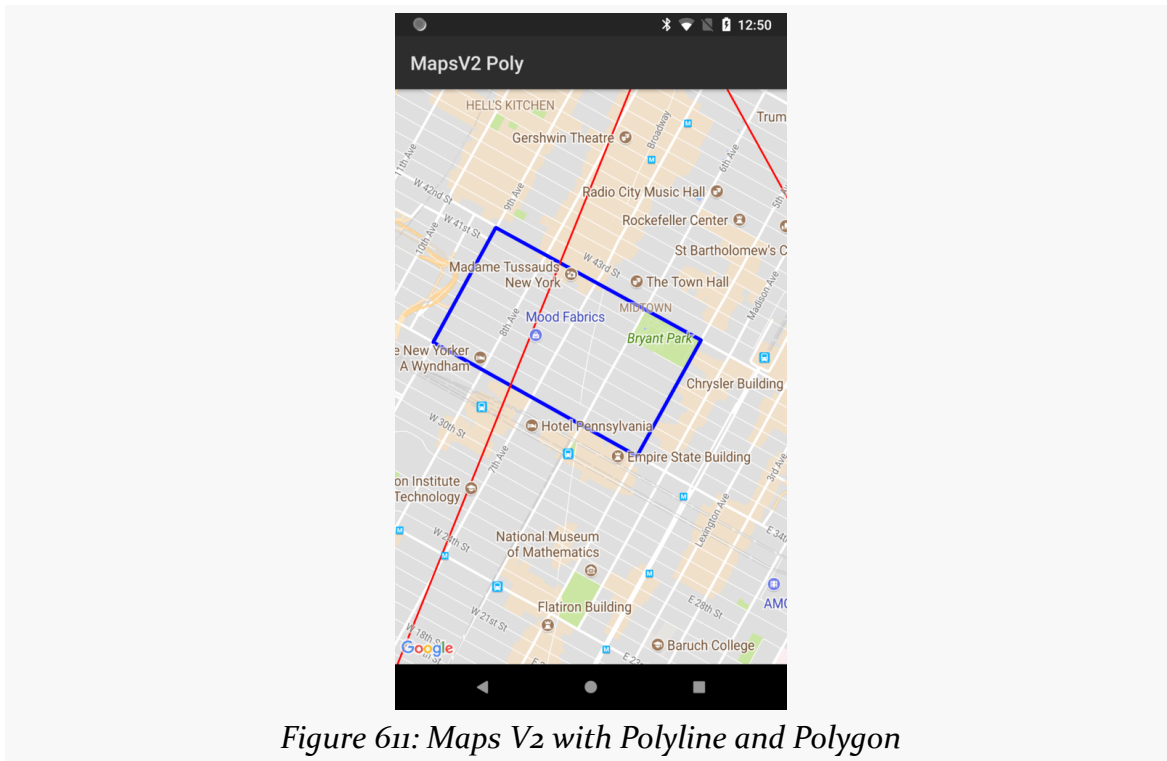 12:50
MapsV2 Poly
HELL'S KITCHEN
Trum
Gershwin Theatre
Broadway
11th Ave
6th Ave
W 42nd St
9th Ave
Radio City Music Hall
5th A
Rockefeller Center
W 41st St
10th Ave
St Bartholomew's C
W 43rd St
Madame Tussauds
New York
The Town Hall
Madison Ave
MIDTOWN
Mood Fabrics
8th Ave
Bryant Park
e New Yorker
A Wyndham
Chrysler Building
W 30th St
Hotel Pennsylvania
7th Ave
Empire State Building
3rd Ave
on Institute
Technology
Lexington Ave
E 34th
W 24th St
National Museum
of Mathematics
AMC
E 28th St
Flatiron Building
W 21st St
W 18th St
Google
Baruch College
E 23
Figure 611: Maps V2 with Polyline and Polygon